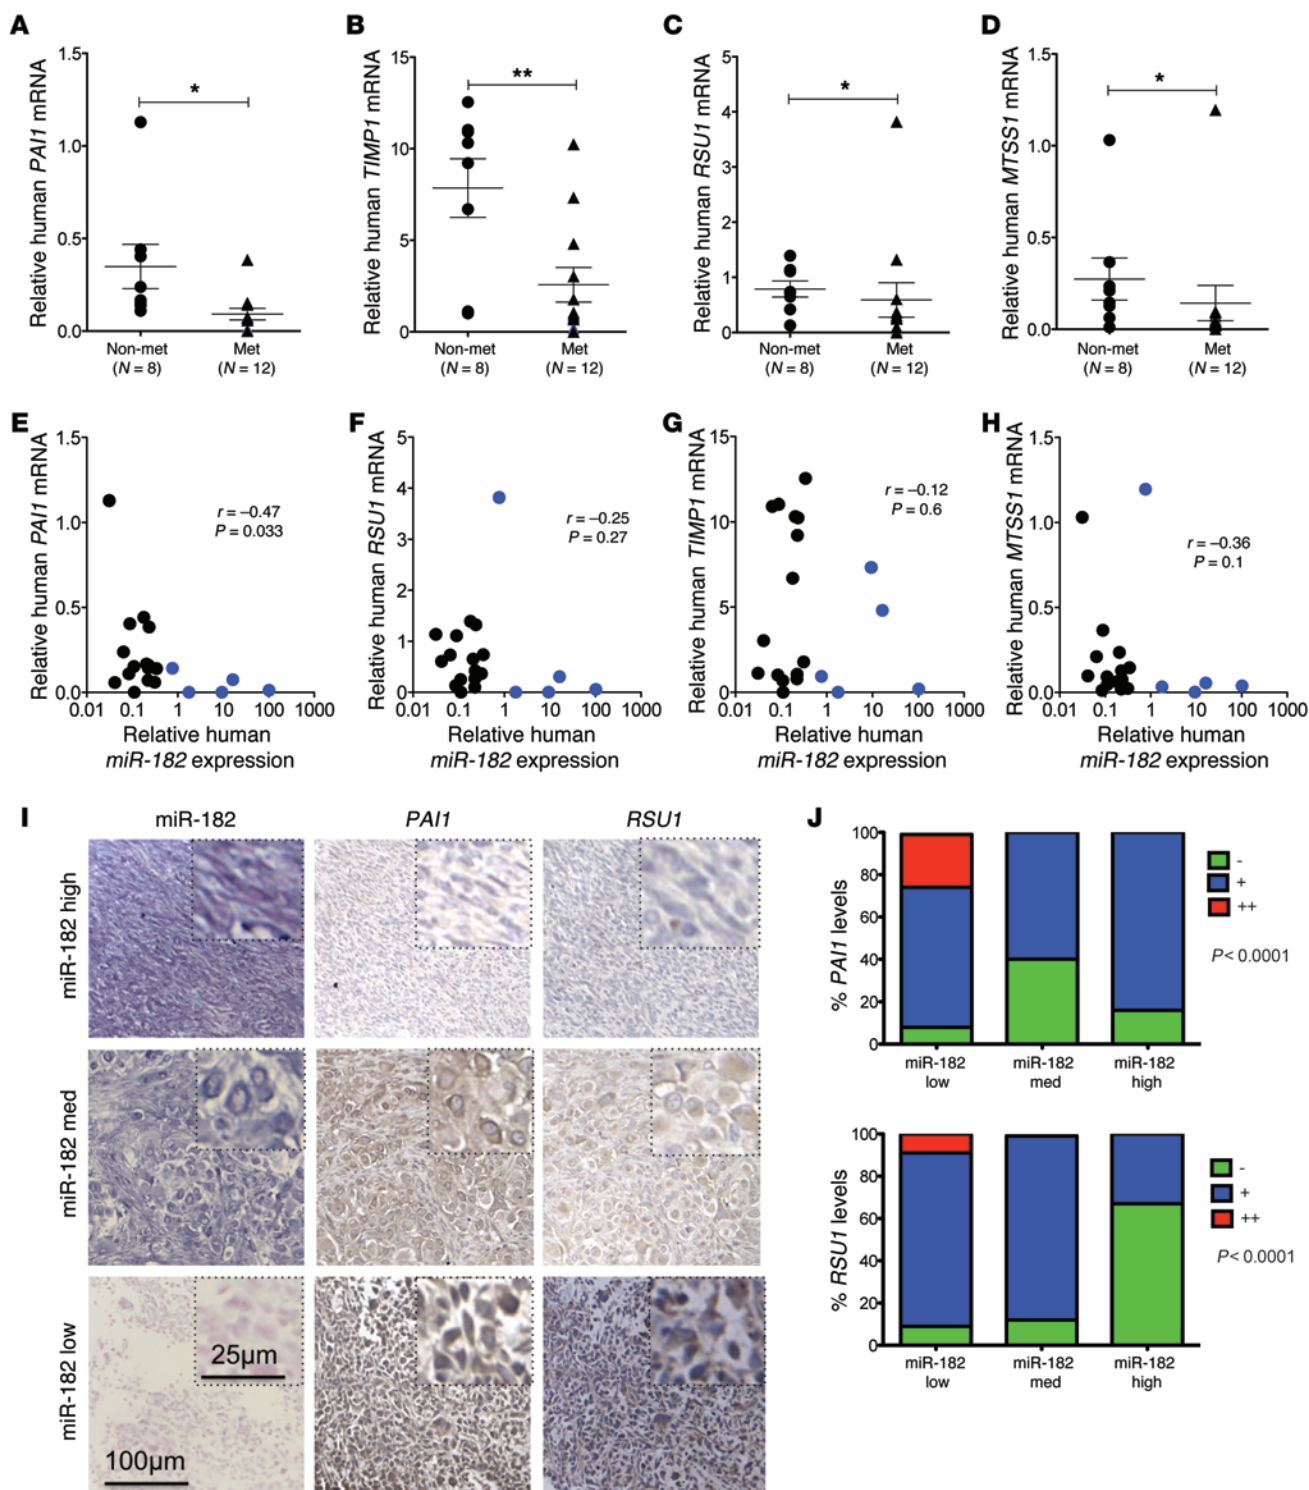 A
Relative human PAI1 mRNA
1.5
1.0
0.5
0.0
*
Non-met
(N = 8)
Met
(N = 12)
B
Relative human TIMP1 mRNA
15
10
5
0
**
Non-met
(N = 8)
Met
(N = 12)
C
Relative human RSU1 mRNA
5
4
3
2
1
0
*
Non-met
(N = 8)
Met
(N = 12)
D
Relative human MTSS1 mRNA
1.5
1.0
0.5
0.0
*
Non-met
(N = 8)
Met
(N = 12)
E
Relative human PAI1 mRNA
1.5
1.0
0.5
0.0
r = –0.47
P = 0.033
0.01 0.1 1 10 100 1000
Relative human
miR-182 expression
F
Relative human RSU1 mRNA
5
4
3
2
1
0
r = –0.25
P = 0.27
0.01 0.1 1 10 100 1000
Relative human
miR-182 expression
G
Relative human TIMP1 mRNA
15
10
5
0
r = –0.12
P = 0.6
0.01 0.1 1 10 100 1000
Relative human
miR-182 expression
H
Relative human MTSS1 mRNA
1.5
1.0
0.5
0.0
r = –0.36
P = 0.1
0.01 0.1 1 10 100 1000
Relative human
miR-182 expression
I
miR-182 PAI1 RSU1
miR-182 high
miR-182 med
miR-182 low
25µm
100µm
J
% PAI1 levels
100
80
60
40
20
0
miR-182
low
miR-182
med
miR-182
high
-
+
++
P< 0.0001
% RSU1 levels
100
80
60
40
20
0
miR-182
low
miR-182
med
miR-182
high
-
+
++
P< 0.0001